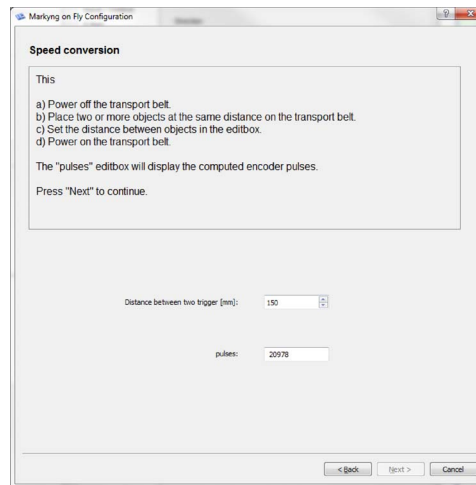 Markyng on Fly Configuration
Speed conversion
This
a) Power off the transport belt.
b) Place two or more objects at the same distance on the transport belt.
c) Set the distance between objects in the editbox.
d) Power on the transport belt.
The "pulses" editbox will display the computed encoder pulses.
Press "Next" to continue.
Distance between two trigger [mm]: 150
pulses: 20978
< Back Next > Cancel